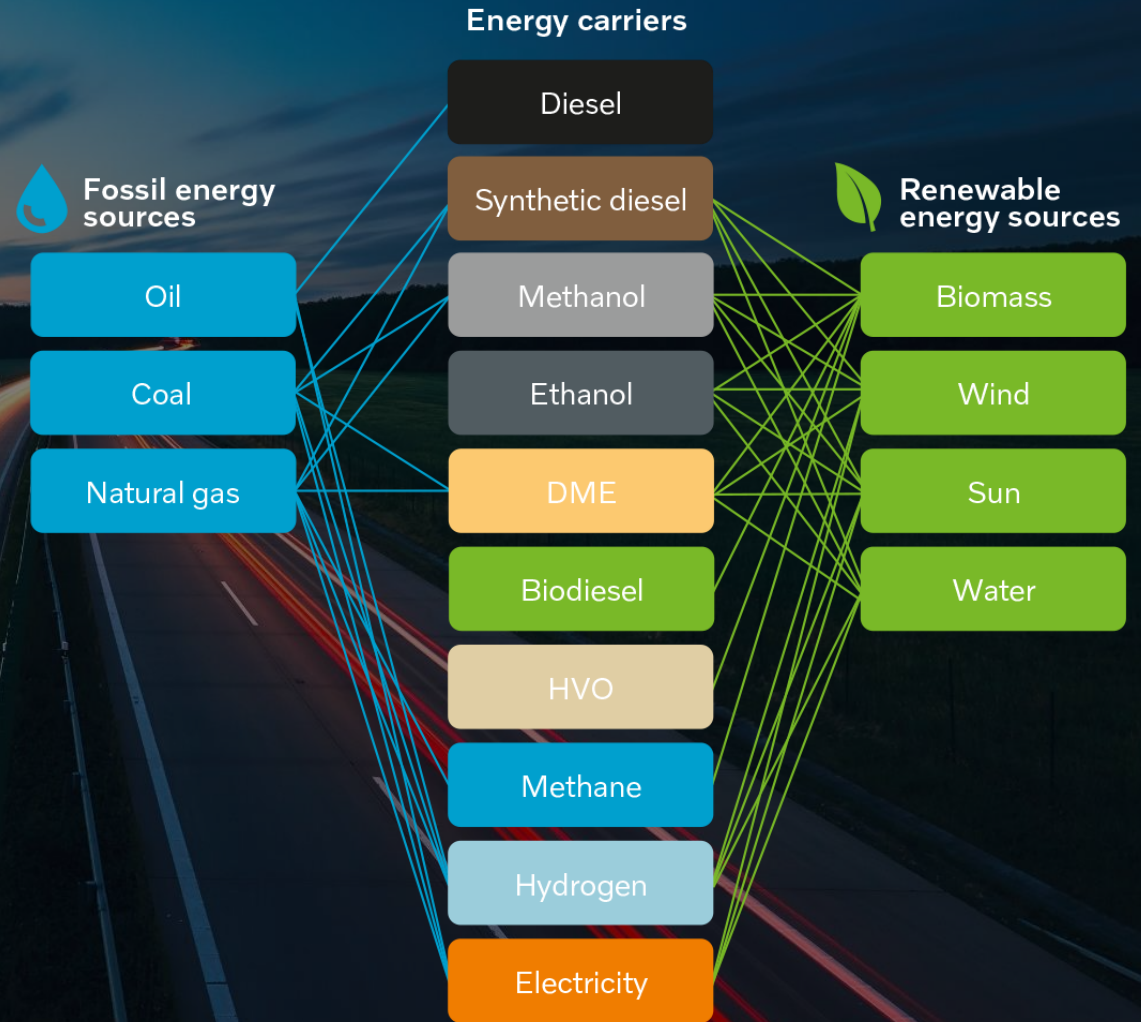 Energy carriers
Diesel
Synthetic diesel
Methanol
Ethanol
DME
Biodiesel
HVO
Methane
Hydrogen
Electricity
Fossil energy
sources
Oil
Coal
Natural gas
Renewable
energy sources
Biomass
Wind
Sun
Water